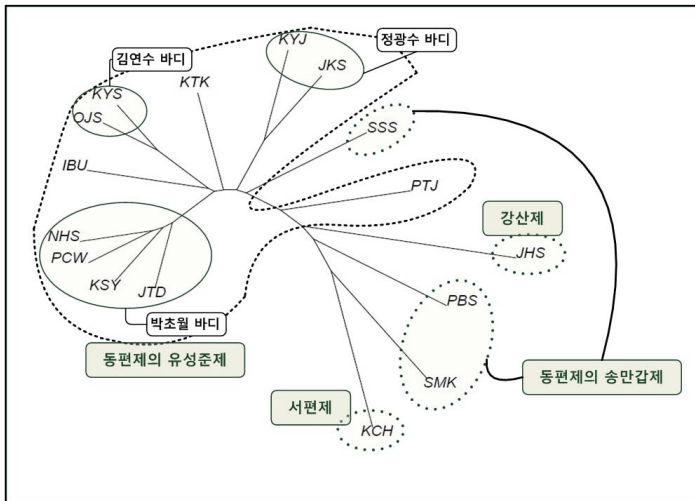 KYJ
정광수 바디
김연수 바디
JKS
KTK
KYS
OJS
SSS
IBU
PTJ
강산제
NHS
JHS
PCW
KSY
JTD
PBS
박초월 바디
동편제의 유성준제
SMK
동편제의 송만갑제
서편제
KCH